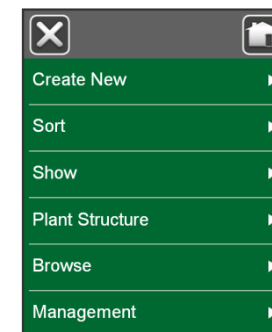 Create New
Sort
Show
Plant Structure
Browse
Management